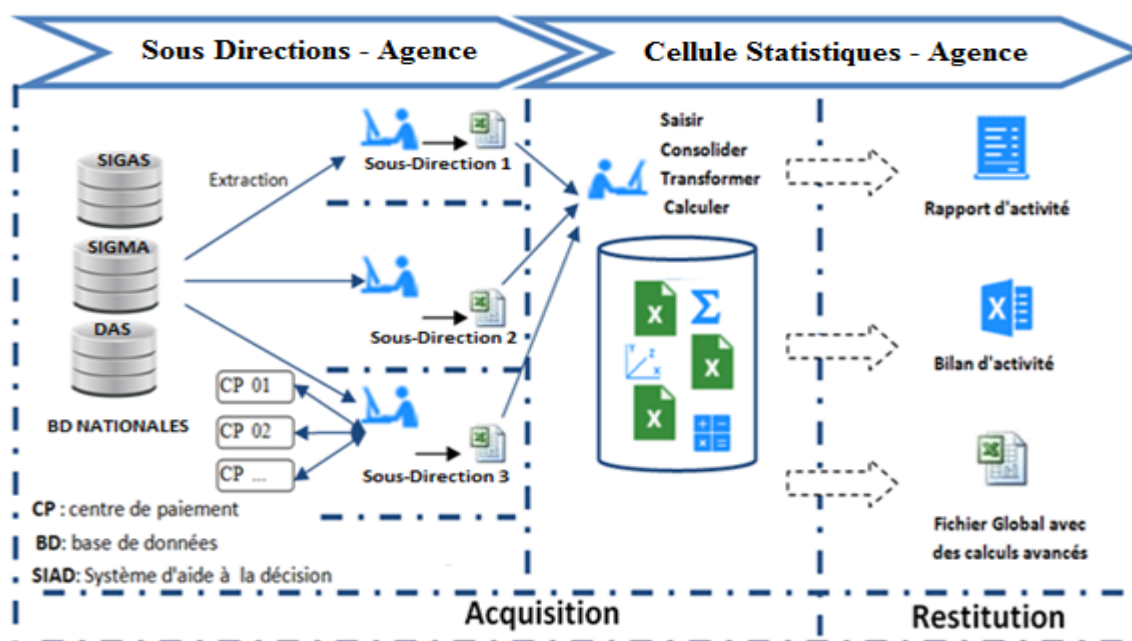 Sous Directions - Agence
Cellule Statistiques - Agence
SIGAS
SIGMA
DAS
BD NATIONALES
Extraction
Sous-Direction 1
Sous-Direction 2
CP 01
CP 02
CP ...
Sous-Direction 3
CP : centre de paiement
BD: base de données
SIAD: Système d'aide à la décision
Saisir
Consolider
Transformer
Calculer
X
Σ
Y
Z
X
X
X
Rapport d'activité
X
Bilan d'activité
Fichier Global avec
des calculs avancés
Acquisition
Restitution